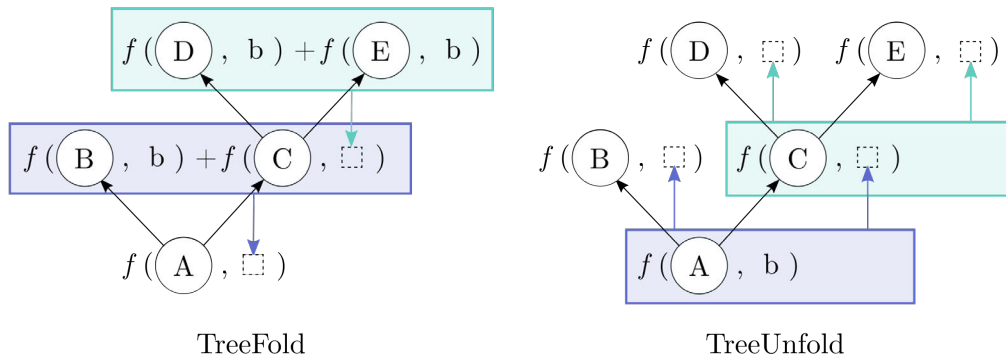 f ( D , b ) + f ( E , b )
f ( B , b ) + f ( C , )
f ( A , )
TreeFold
f ( D , ) f ( E , )
f ( B , ) f ( C , )
f ( A , b )
TreeUnfold